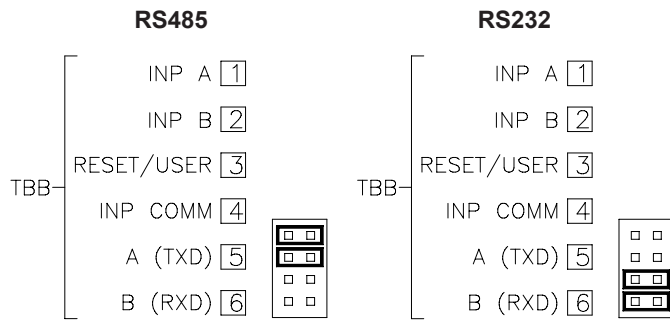 RS485
INP A 1
INP B 2
RESET/USER 3
TBB
INP COMM 4
A (TXD) 5
B (RXD) 6
RS232
INP A 1
INP B 2
RESET/USER 3
TBB
INP COMM 4
A (TXD) 5
B (RXD) 6